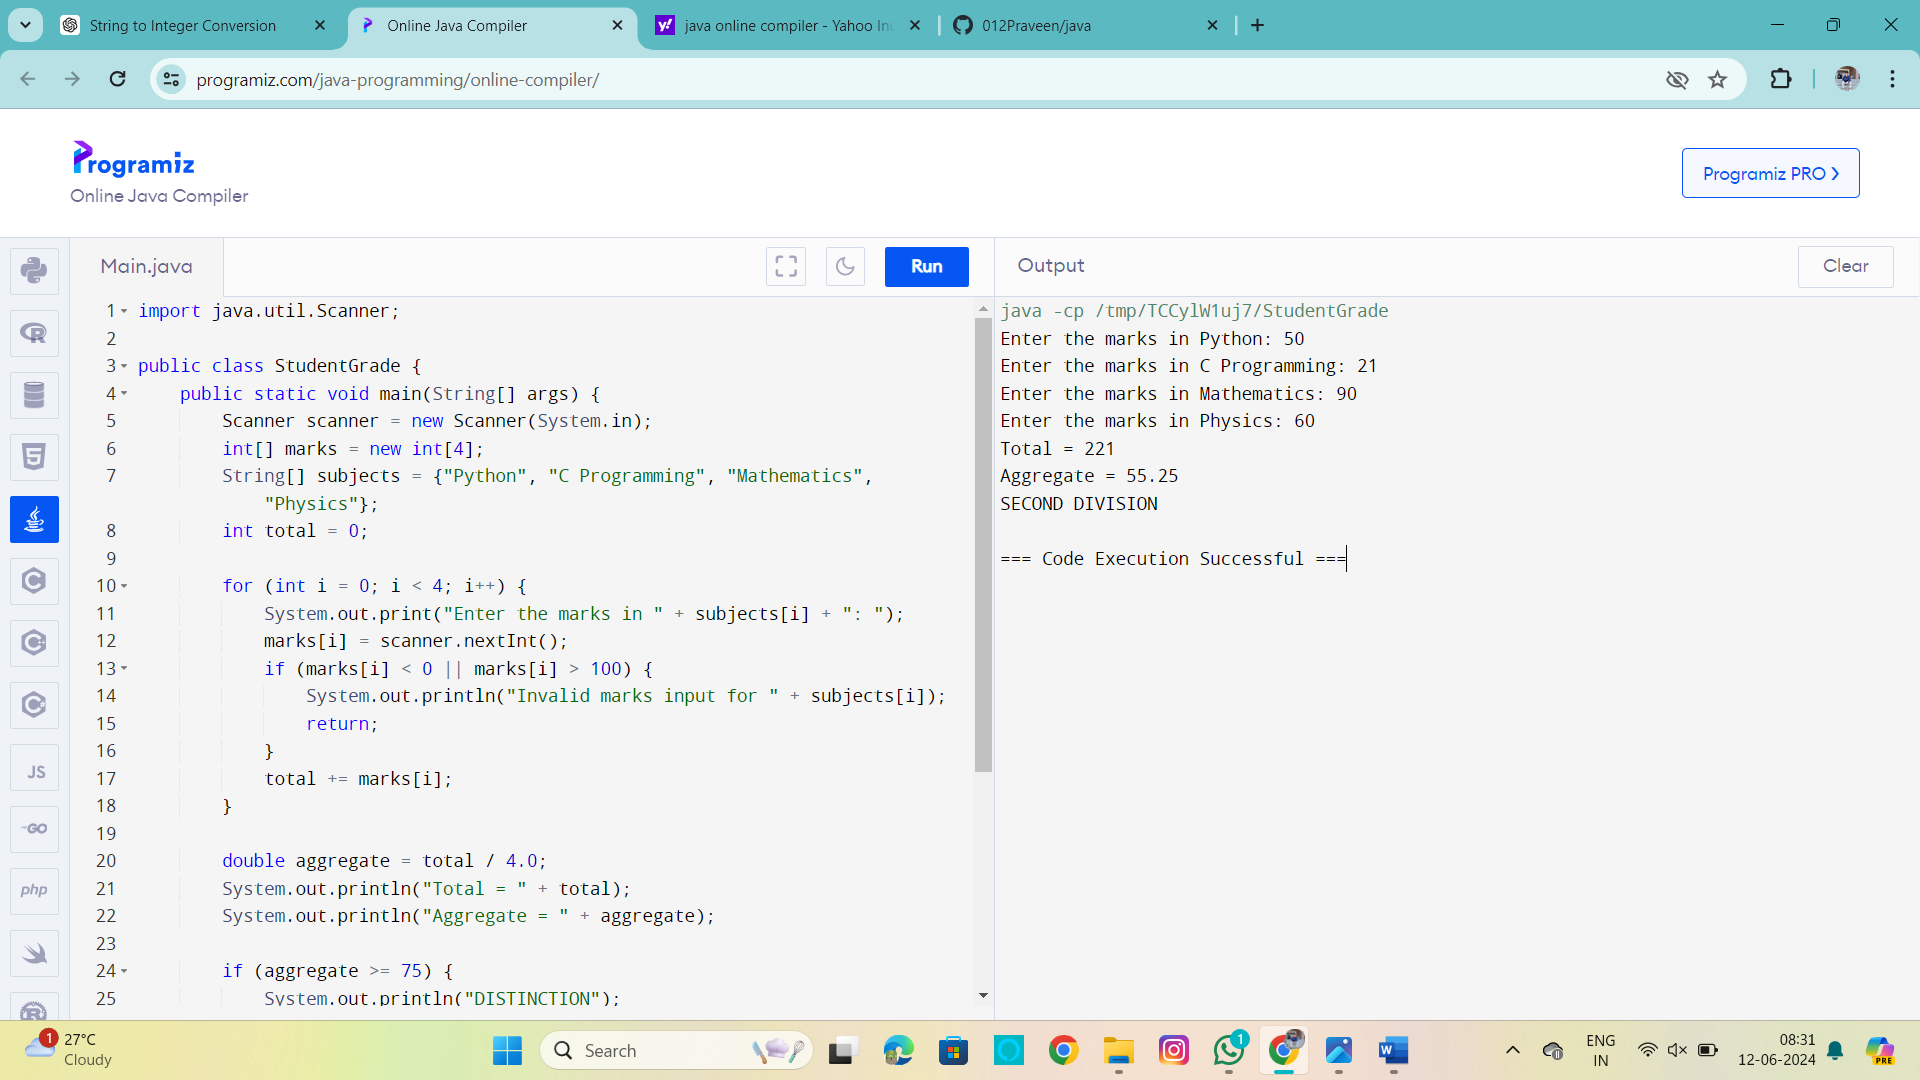 String to Integer Conversion
Online Java Compiler
java online compiler - Yahoo In
012Praveen/java
programiz.com/java-programming/online-compiler/
Programiz
Online Java Compiler
Programiz PRO
Main.java
Run
Output
Clear
1 import java.util.Scanner;
2
3 public class StudentGrade {
4 public static void main(String[] args) {
5 Scanner scanner = new Scanner(System.in);
6 int[] marks = new int[4];
7 String[] subjects = {"Python", "C Programming", "Mathematics",
"Physics"};
8 int total = 0;
9
10 for (int i = 0; i < 4; i++) {
11 System.out.print("Enter the marks in " + subjects[i] + ": ");
12 marks[i] = scanner.nextInt();
13 if (marks[i] < 0 || marks[i] > 100) {
14 System.out.println("Invalid marks input for " + subjects[i]);
15 return;
16 }
17 total += marks[i];
18 }
19
20 double aggregate = total / 4.0;
21 System.out.println("Total = " + total);
22 System.out.println("Aggregate = " + aggregate);
23
24 if (aggregate >= 75) {
25 System.out.println("DISTINCTION");
java -cp /tmp/TCCylW1uj7/StudentGrade
Enter the marks in Python: 50
Enter the marks in C Programming: 21
Enter the marks in Mathematics: 90
Enter the marks in Physics: 60
Total = 221
Aggregate = 55.25
SECOND DIVISION
=== Code Execution Successful ===
JS
GO
php
1
27°C
Cloudy
Search
1
W
ENG
IN
08:31
12-06-2024
PRE